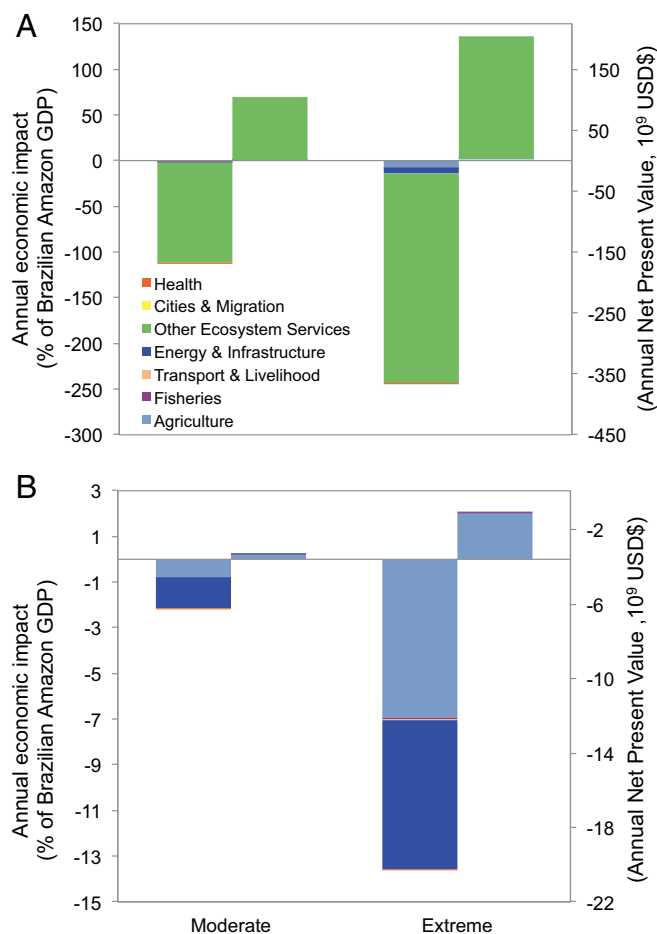 A
150
100
50
0
-50
-100
-150
-200
-250
-300
Annual economic impact
(% of Brazilian Amazon GDP)
150
50
-50
-150
-250
-350
-450
(Annual Net Present Value, 10⁹ USD$)
Health
Cities & Migration
Other Ecosystem Services
Energy & Infrastructure
Transport & Livelihood
Fisheries
Agriculture
B
3
1
-1
-3
-5
-7
-9
-11
-13
-15
Annual economic impact
(% of Brazilian Amazon GDP)
-2
-6
-10
-14
-18
-22
(Annual Net Present Value ,10⁹ USD$)
Moderate
Extreme